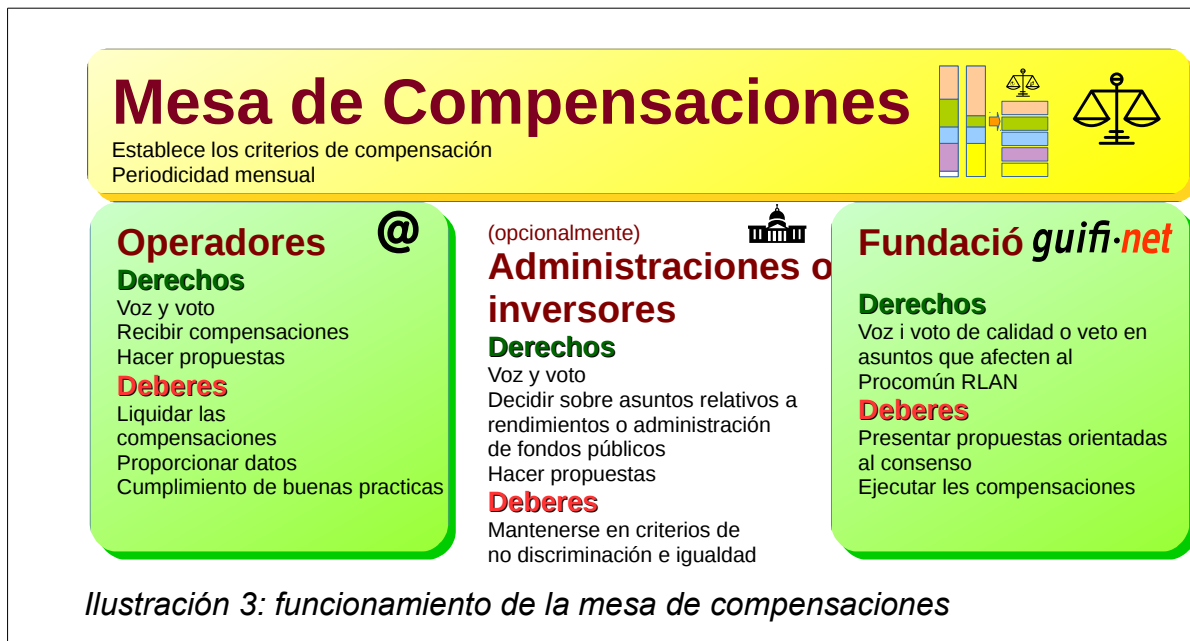 Mesa de Compensaciones
Establece los criterios de compensación
Periodicidad mensual
Operadores
@
Derechos
Voz y voto
Recibir compensaciones
Hacer propuestas
Deberes
Liquidar las
compensaciones
Proporcionar datos
Cumplimiento de buenas practicas
(opcionalmente)
Administraciones o
inversores
Derechos
Voz y voto
Decidir sobre asuntos relativos a
rendimientos o administración
de fondos públicos
Hacer propuestas
Deberes
Mantenerse en criterios de
no discriminación e igualdad
Fundació guifi·net
Derechos
Voz i voto de calidad o veto en
asuntos que afecten al
Procomún RLAN
Deberes
Presentar propuestas orientadas
al consenso
Ejecutar les compensaciones
Ilustración 3: funcionamiento de la mesa de compensaciones